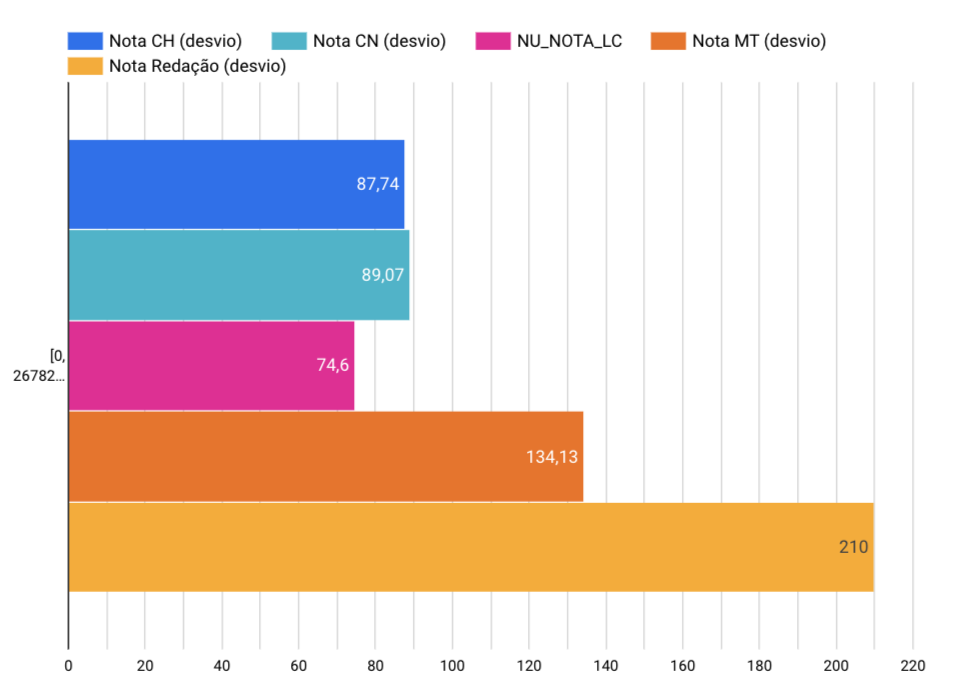 Nota CH (desvio) Nota CN (desvio) NU_NOTA_LC Nota MT (desvio)
Nota Redação (desvio)
87,74
89,07
[0,
26782...
74,6
134,13
210
0 20 40 60 80 100 120 140 160 180 200 220